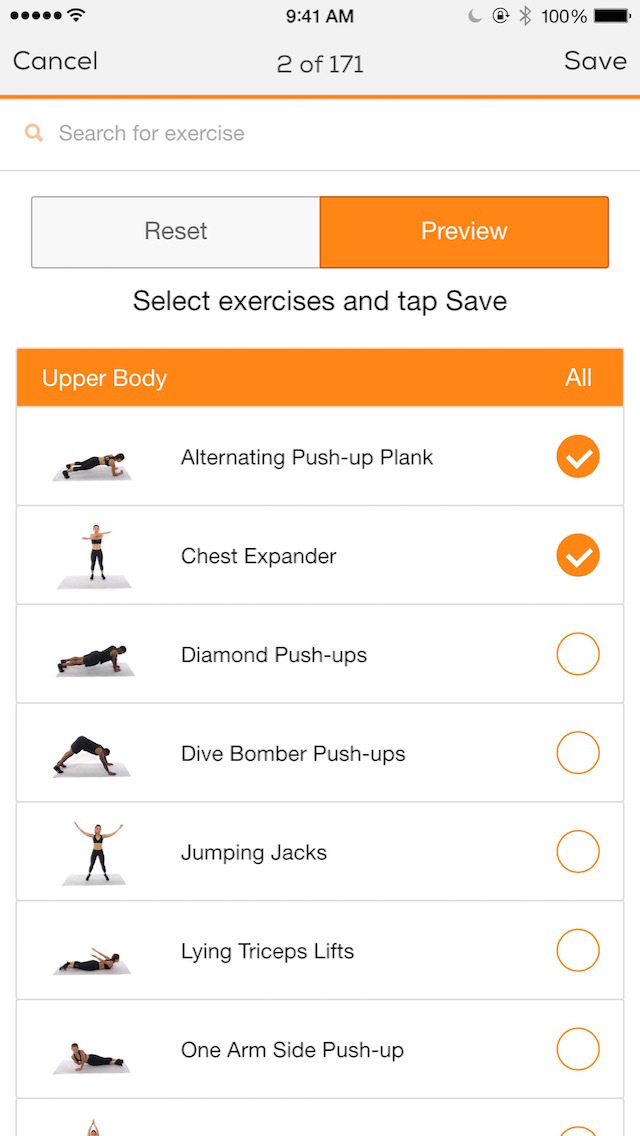 9:41 AM 100%
Cancel 2 of 171 Save
Search for exercise
Reset Preview
Select exercises and tap Save
Upper Body All
Alternating Push-up Plank
Chest Expander
Diamond Push-ups
Dive Bomber Push-ups
Jumping Jacks
Lying Triceps Lifts
One Arm Side Push-up